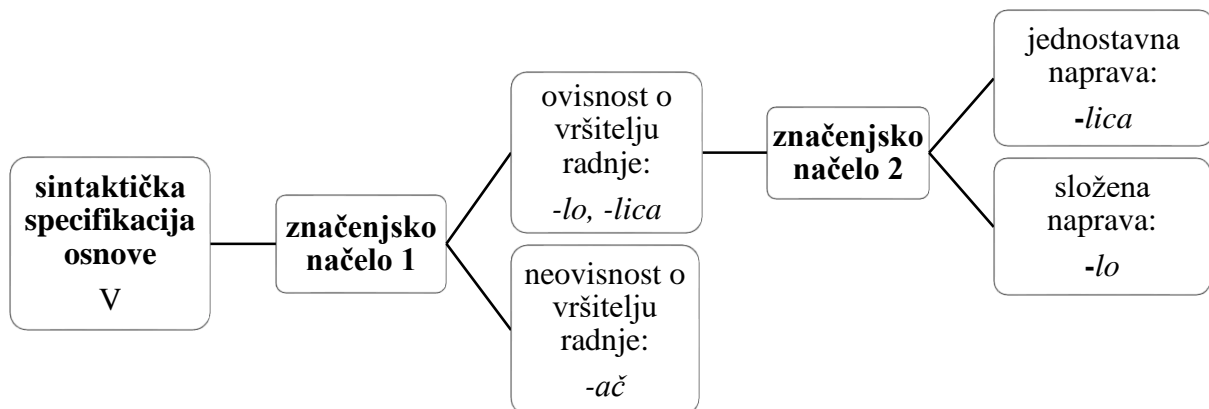 sintaktička
specifikacija
osnove
V
značenjsko
načelo 1
ovisnost o
vršitelju
radnje:
-lo, -lica
neovisnost o
vršitelju
radnje:
-ač
značenjsko
načelo 2
jednostavna
naprava:
-lica
složena
naprava:
-lo